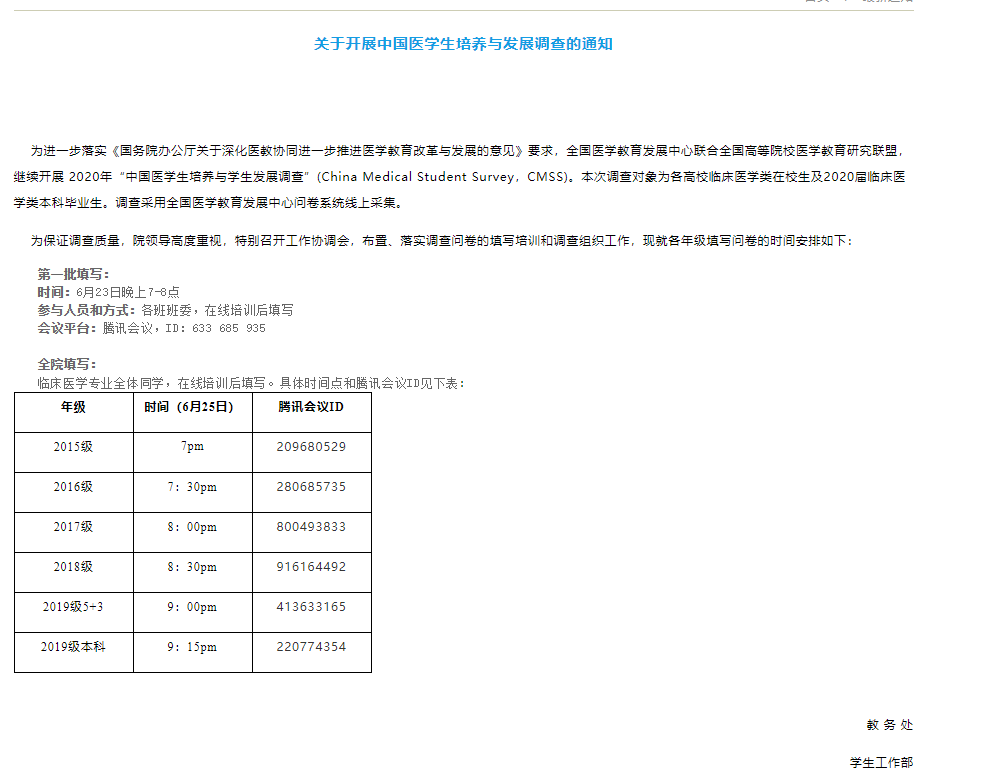 关于开展中国医学生培养与发展调查的通知
为进一步落实《国务院办公厅关于深化医教协同进一步推进医学教育改革与发展的意见》要求，全国医学教育发展中心联合全国高等院校医学教育研究联盟，
继续开展 2020年“中国医学生培养与学生发展调查”(China Medical Student Survey，CMSS)。本次调查对象为各高校临床医学类在校生及2020届临床医
学类本科毕业生。调查采用全国医学教育发展中心问卷系统线上采集。
为保证调查质量，院领导高度重视，特别召开工作协调会，布置、落实调查问卷的填写培训和调查组织工作，现就各年级填写问卷的时间安排如下：
第一批填写：
时间：6月23日晚上7-8点
参与人员和方式：各班班委，在线培训后填写
会议平台：腾讯会议，ID：633 685 935
全院填写：
临床医学专业全体同学，在线培训后填写。具体时间点和腾讯会议ID见下表：
年级 时间（6月25日） 腾讯会议ID
2015级 7pm 209680529
2016级 7：30pm 280685735
2017级 8：00pm 800493833
2018级 8：30pm 916164492
2019级5+3 9：00pm 413633165
2019级本科 9：15pm 220774354
教 务 处
学生工作部